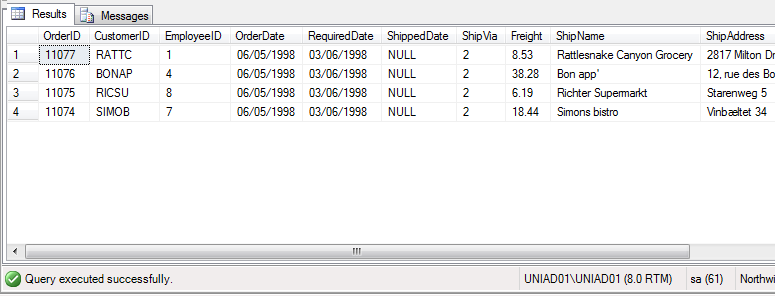 Results Messages
OrderID CustomerID EmployeeID OrderDate RequiredDate ShippedDate ShipVia Freight ShipName ShipAddress
1 11077 RATTC 1 06/05/1998 03/06/1998 NULL 2 8.53 Rattlesnake Canyon Grocery 2817 Milton Dr
2 11076 BONAP 4 06/05/1998 03/06/1998 NULL 2 38.28 Bon app' 12, rue des Bo
3 11075 RICSU 8 06/05/1998 03/06/1998 NULL 2 6.19 Richter Supermarkt Starenweg 5
4 11074 SIMOB 7 06/05/1998 03/06/1998 NULL 2 18.44 Simons bistro Vinbæltet 34
Query executed successfully. UNIAD01\UNIAD01 (8.0 RTM) sa (61) Northwi